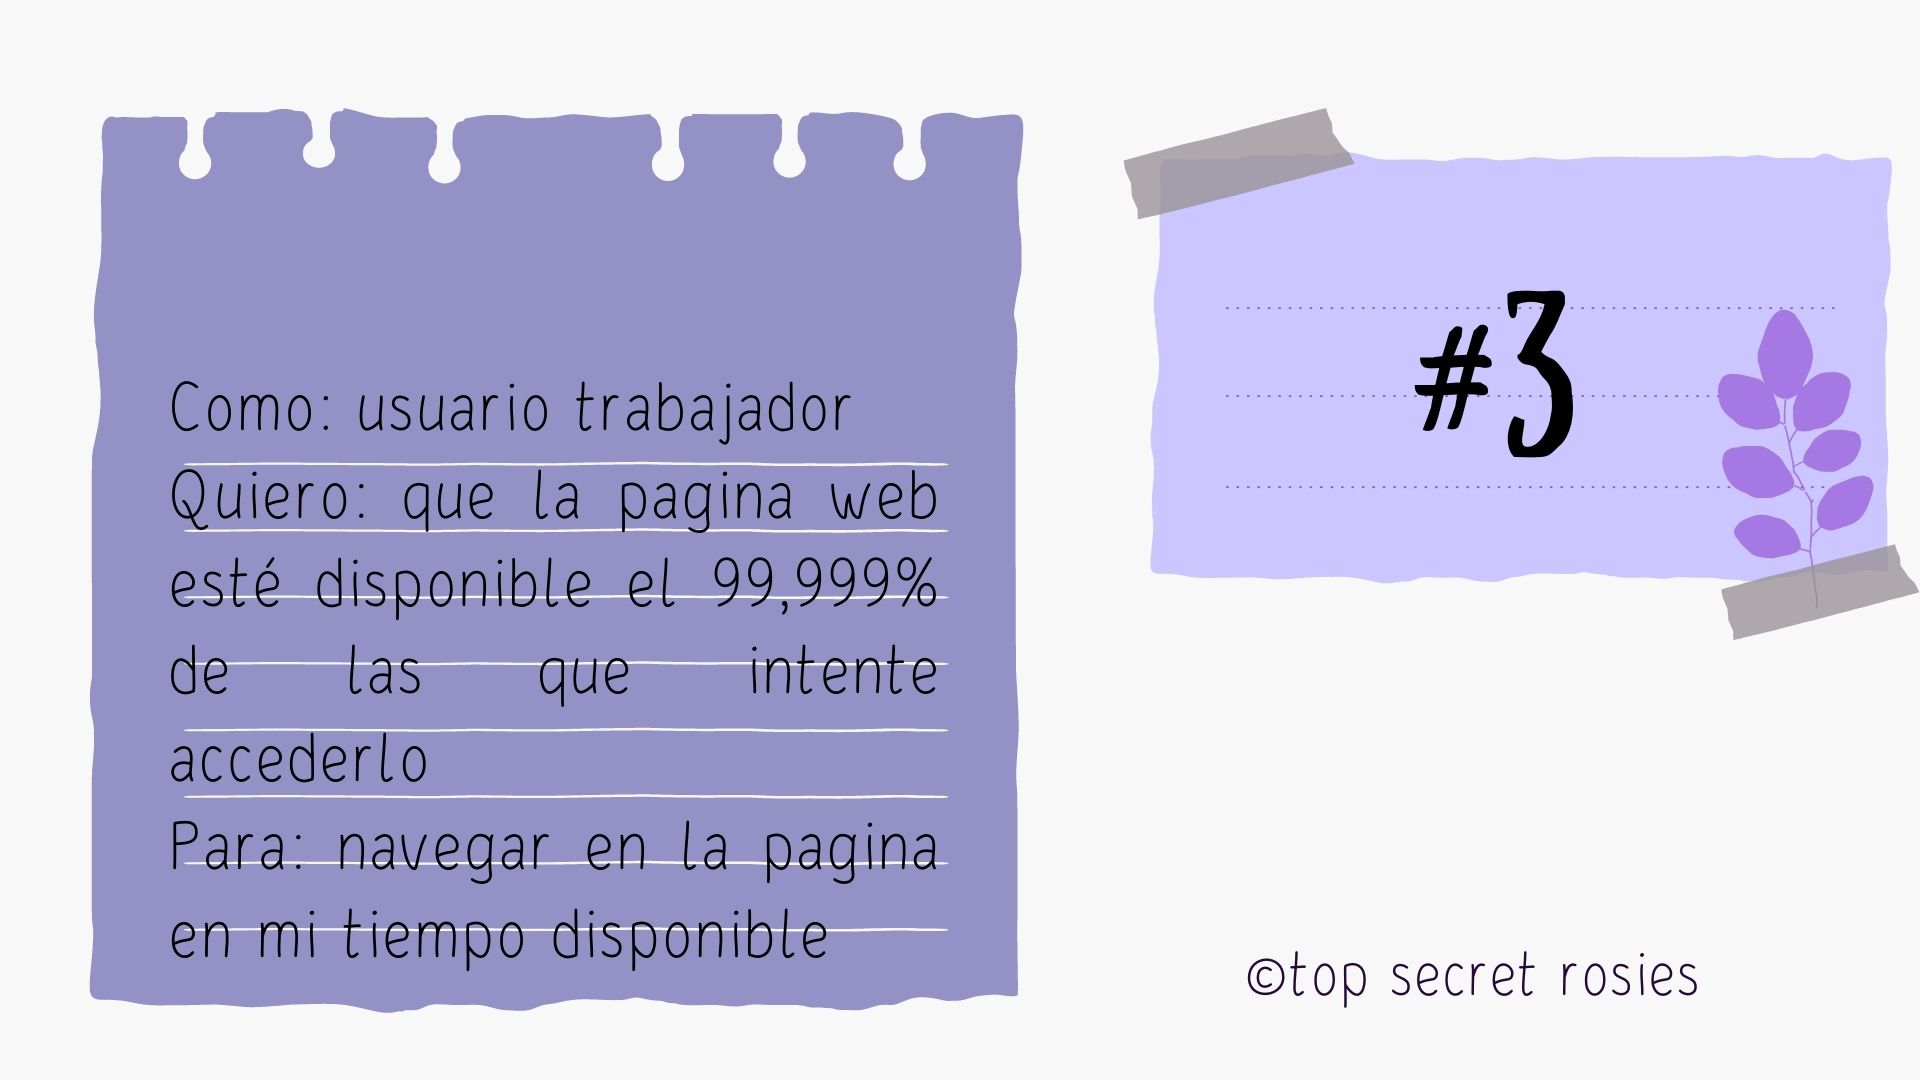 Como: usuario trabajador
Quiero: que la pagina web
esté disponible el 99,999%
de las que intente
accederlo
Para: navegar en la pagina
en mi tiempo disponible
#3
©top secret rosies